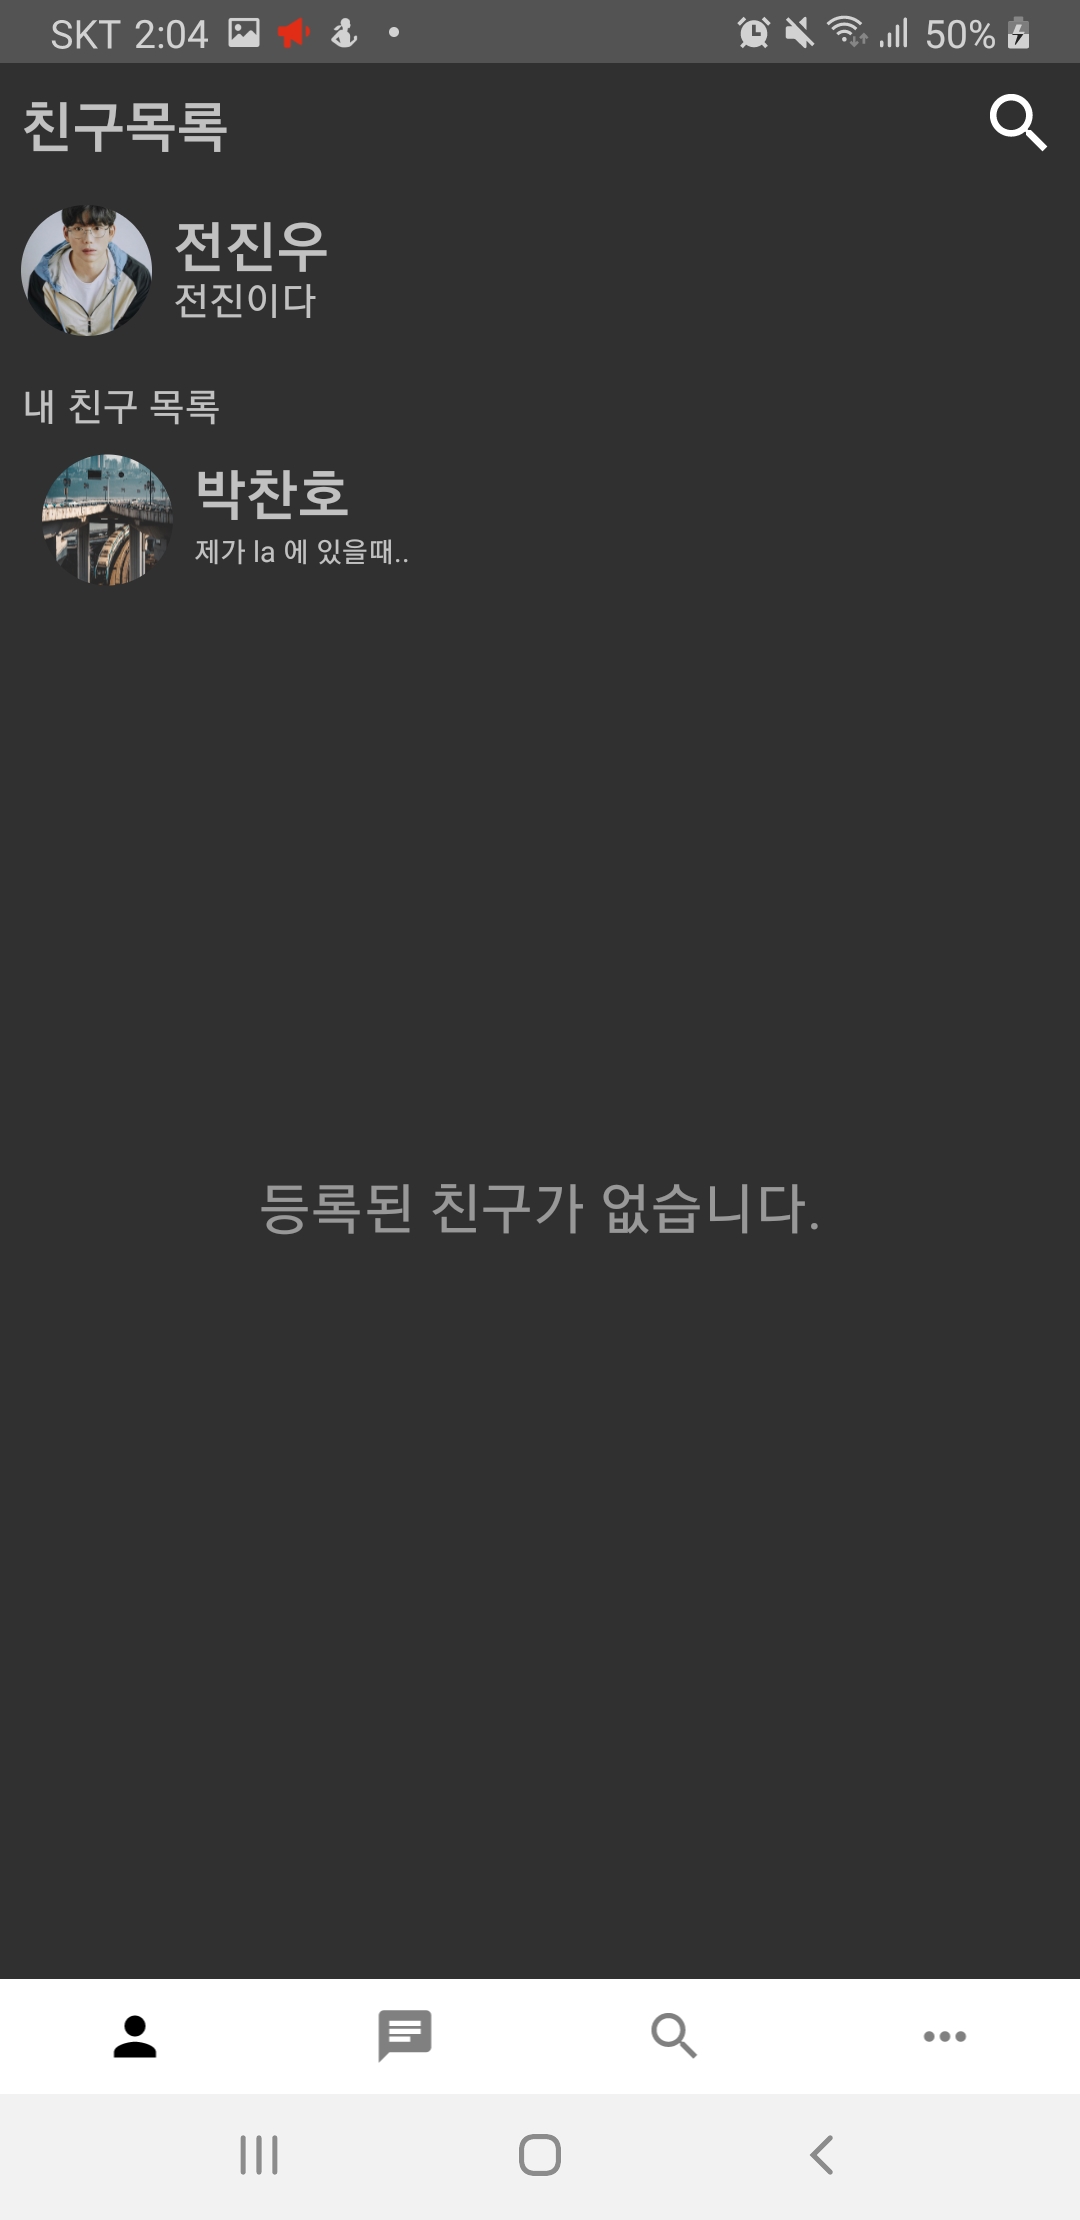 SKT 2:04 50%
친구목록
전진우
전진이다
내 친구 목록
박찬호
제가 la 에 있을때..
등록된 친구가 없습니다.